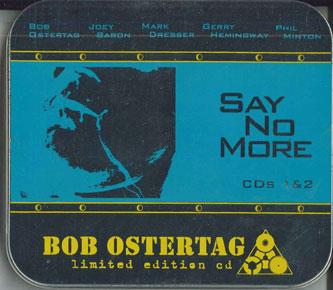 BOB JOEY MARK GERRY PHIL
OSTERTAG BARON DRESSER HEMINGWAY MINTON
SAY
NO
MORE
CDs 1&2
BOB OSTERTAG
limited edition cd